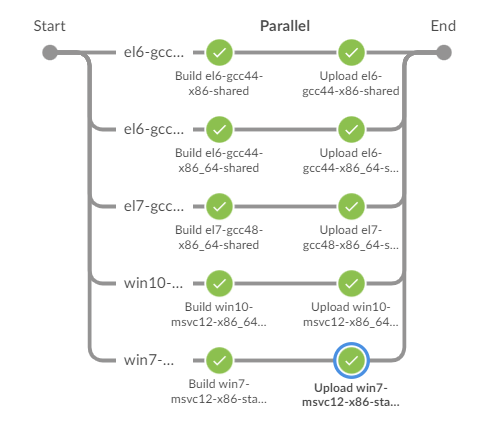 Start
Parallel
End
el6-gcc...
Build el6-gcc44-
x86-shared
Upload el6-
gcc44-x86-shared
el6-gcc...
Build el6-gcc44-
x86_64-shared
Upload el6-
gcc44-x86_64-s...
el7-gcc...
Build el7-gcc48-
x86_64-shared
Upload el7-
gcc48-x86_64-s...
win10-...
Build win10-
msvc12-x86_64...
Upload win10-
msvc12-x86_64...
win7-...
Build win7-
msvc12-x86-sta...
Upload win7-
msvc12-x86-sta...